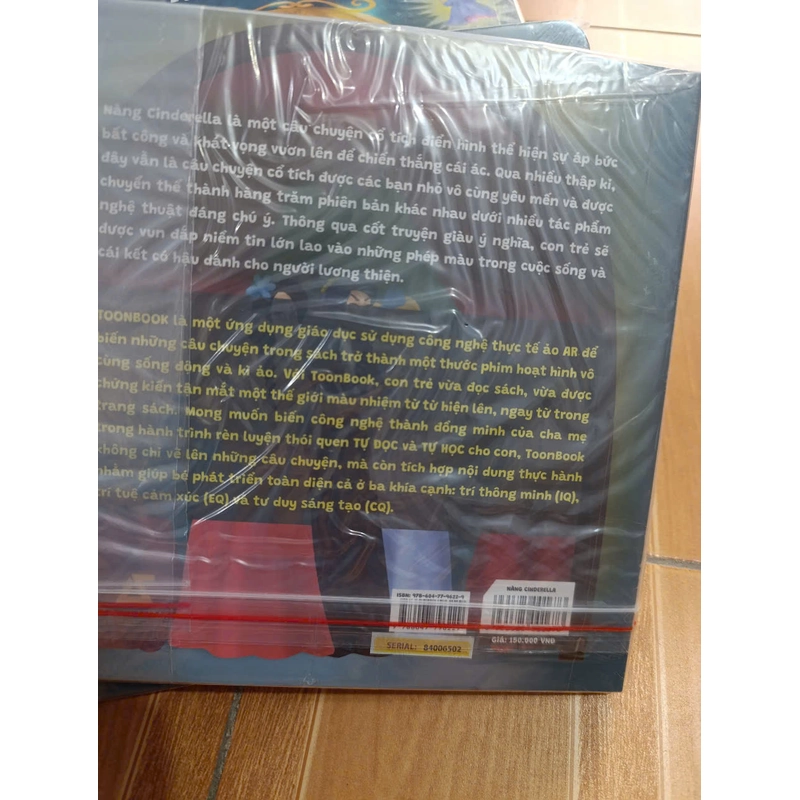 Nàng Cinderella là một câu chuyện cổ tích điển hình thể hiện sự áp bức
bất công và khát vọng vươn lên để chiến thắng cái ác. Qua nhiều thập kỉ,
đây vẫn là câu chuyện cổ tích được các bạn nhỏ vô cùng yêu mến và được
chuyển thể thành hàng trăm phiên bản khác nhau dưới nhiều tác phẩm
nghệ thuật đáng chú ý. Thông qua cốt truyện giàu ý nghĩa, con trẻ sẽ
được vun đắp niềm tin lớn lao vào những phép màu trong cuộc sống và
cái kết có hậu dành cho người lương thiện.
TOONBOOK là một ứng dụng giáo dục sử dụng công nghệ thực tế ảo AR để
biến những câu chuyện trong sách trở thành một thước phim hoạt hình vô
cùng sống động và kì ảo. Với ToonBook, con trẻ vừa đọc sách, vừa được
chứng kiến tận mắt một thế giới màu nhiệm từ từ hiện lên, ngay từ trong
trang sách. Mong muốn biến công nghệ thành đồng minh của cha mẹ
trong hành trình rèn luyện thói quen TỰ ĐỌC và TỰ HỌC cho con, ToonBook
không chỉ vẽ lên những câu chuyện, mà còn tích hợp nội dung thực hành
nhằm giúp bé phát triển toàn diện cả ở ba khía cạnh: trí thông minh (IQ),
trí tuệ cảm xúc (EQ) và tư duy sáng tạo (CQ).
NÀNG CINDERELLA
ISBN: 978-604-77-9622-9
Giá: 150.000 VNĐ
SERIAL: 84006502